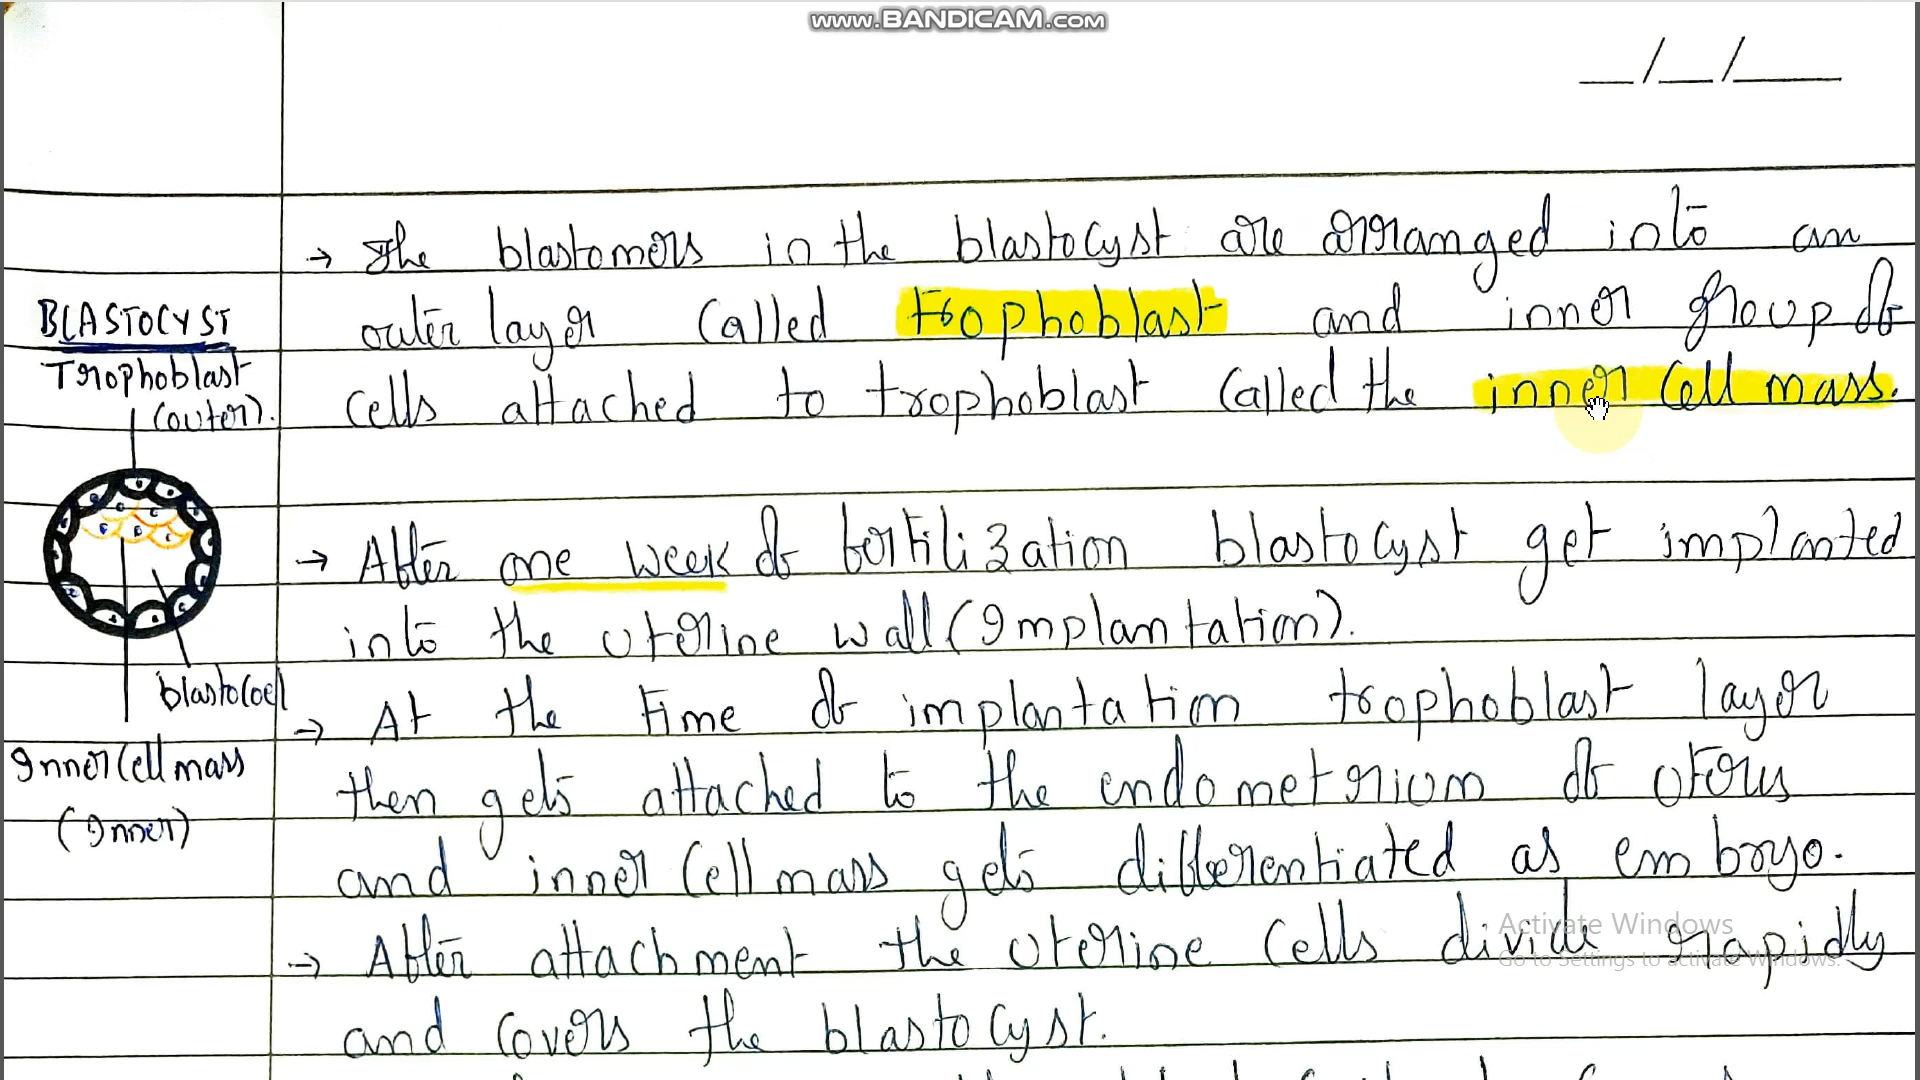 www.BANDICAM.com
__/__/____
→ The blastomers in the blastocyst are arranged into an
outer layer called trophoblast and inner group of
cells attached to trophoblast called the inner cell mass.
BLASTOCYST
Trophoblast
(outer).
blastocoel
Inner cell mass
(Inner)
→ After one week of fertilization blastocyst get implanted
into the uterine wall (Implantation).
→ At the time of implantation trophoblast layer
then gets attached to the endometrium of uterus
and inner cell mass gets differentiated as embryo.
→ After attachment the uterine cells divide rapidly
and covers the blastocyst.
Activate Windows
Go to Settings to activate Windows.